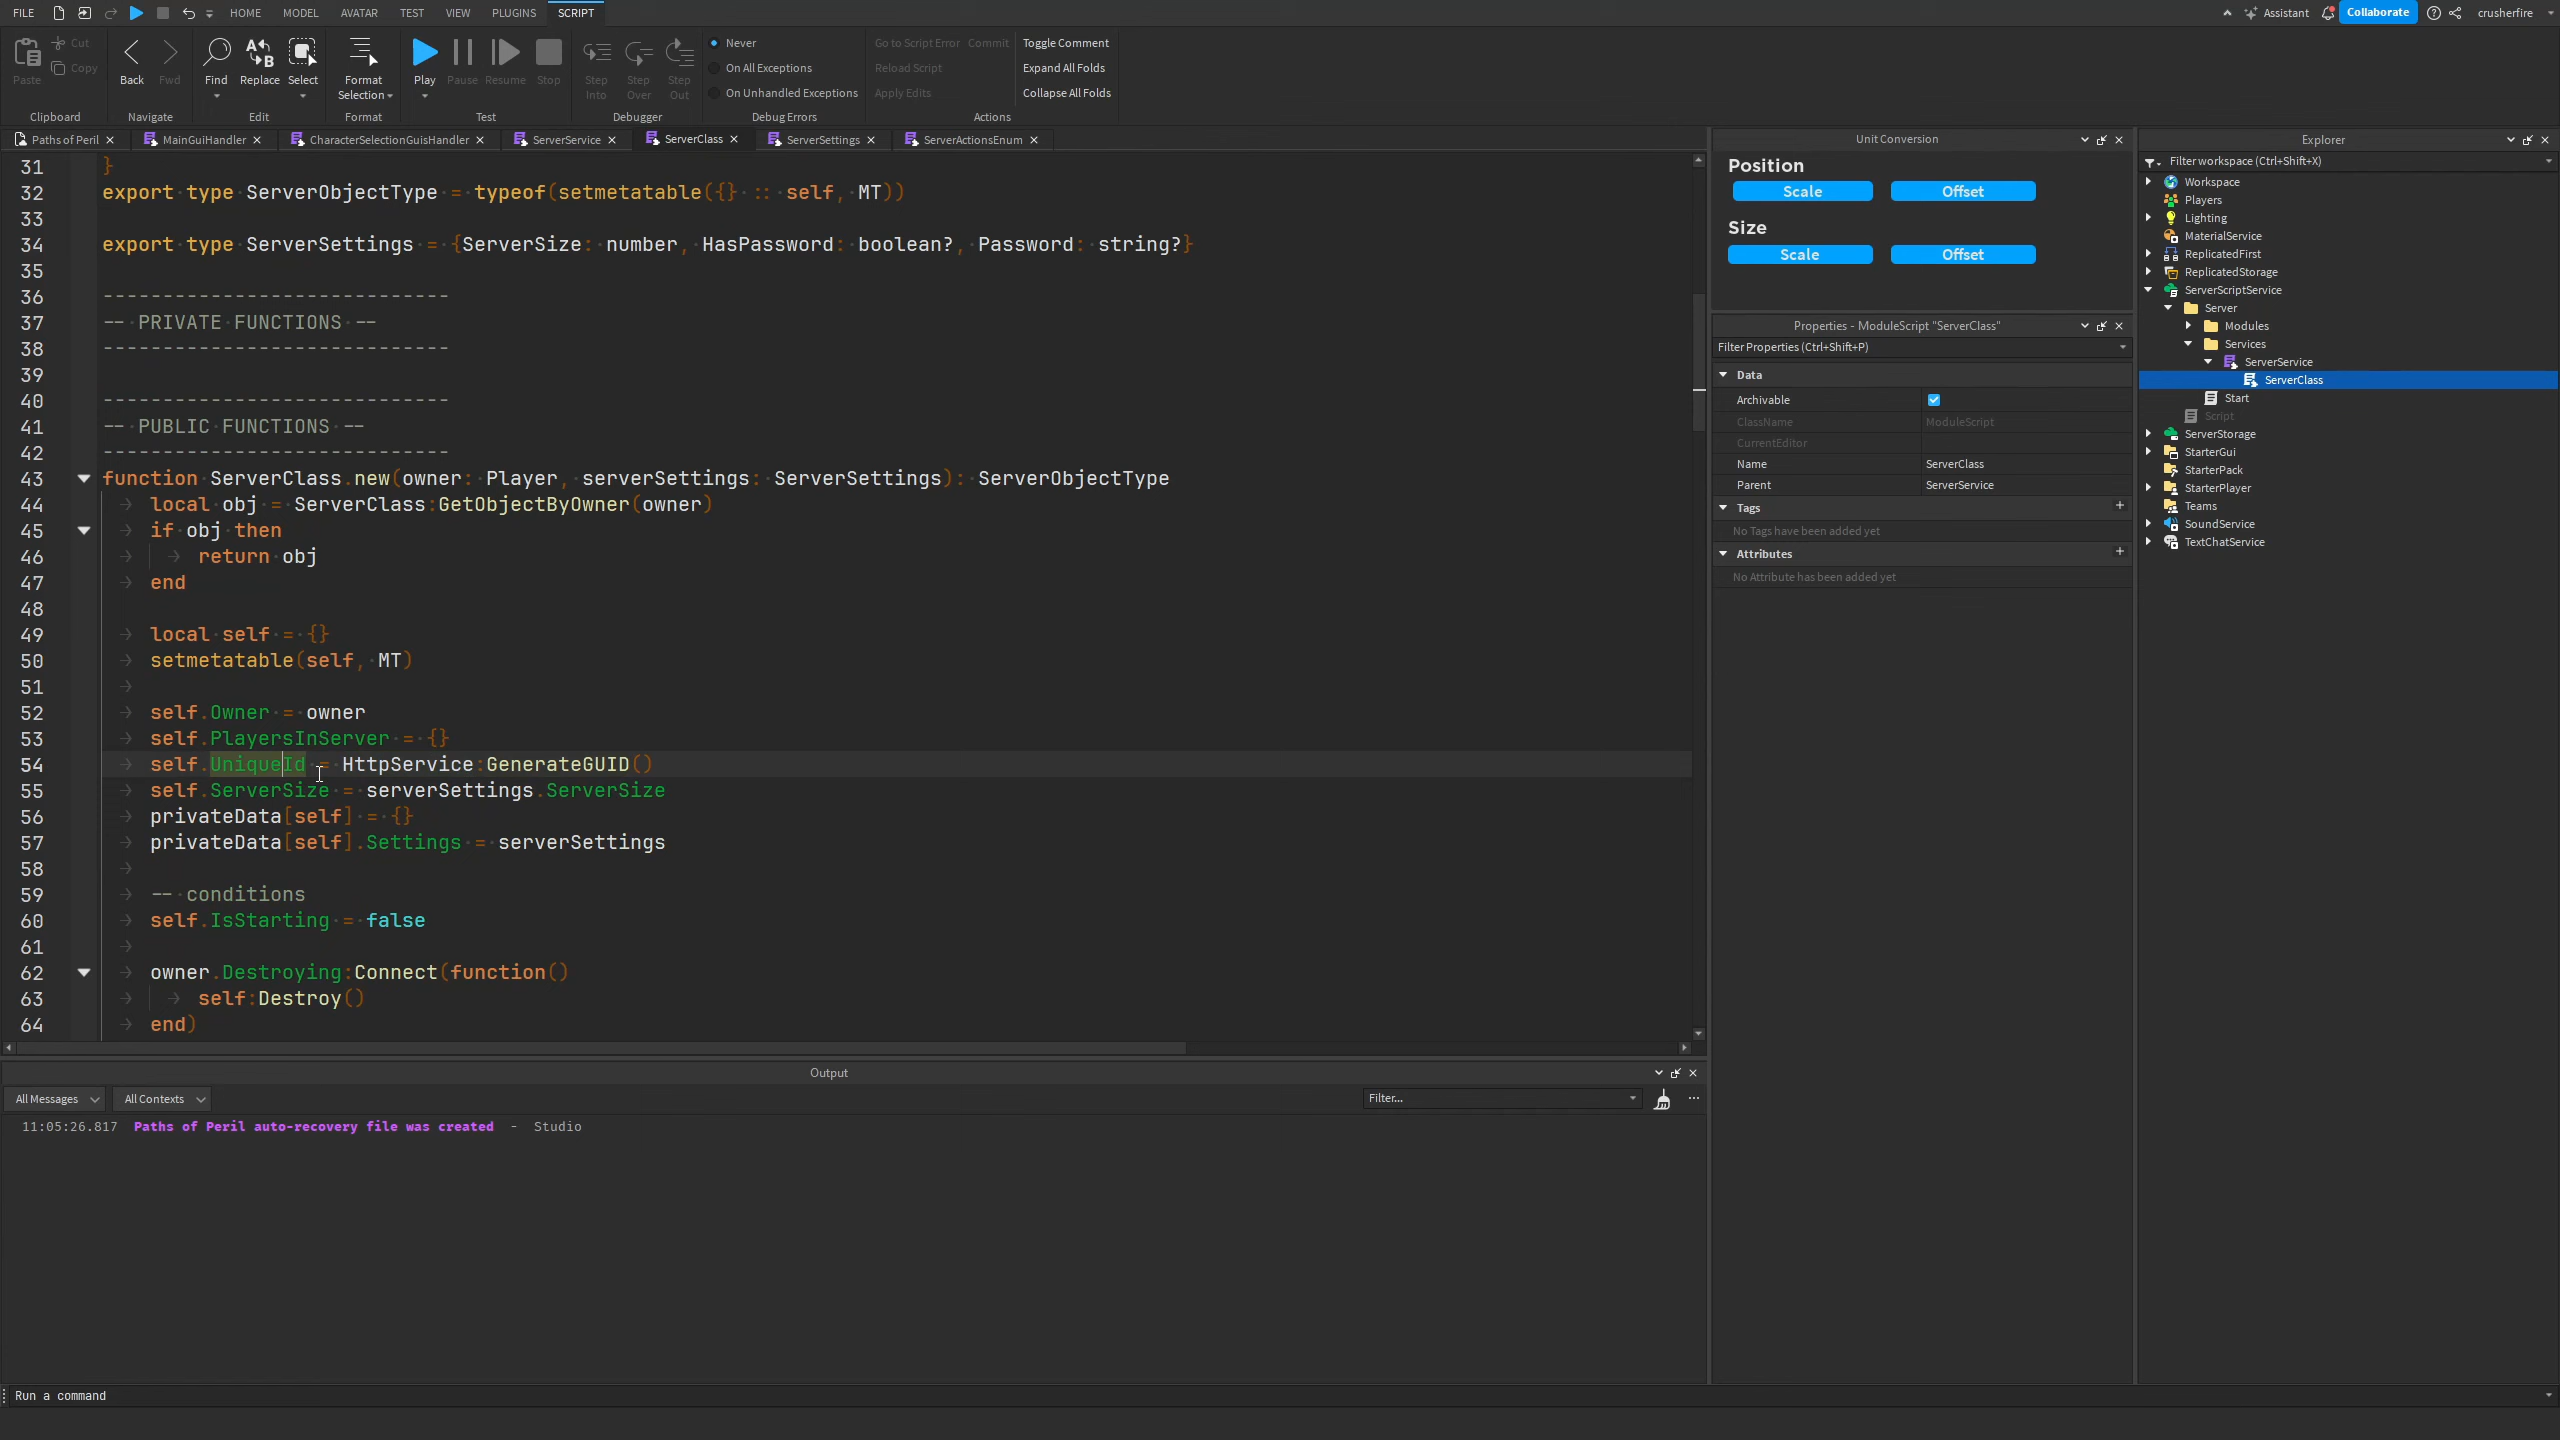 FILE HOME MODEL AVATAR TEST VIEW PLUGINS SCRIPT Assistant Collaborate crusherfire
Paste Cut Copy
Back Fwd
Find Replace Select
Format Selection
Play Pause Resume Stop
Step Into Step Over Step Out
Never
On All Exceptions
On Unhandled Exceptions
Go to Script Error Commit
Reload Script
Apply Edits
Toggle Comment
Expand All Folds
Collapse All Folds
Clipboard Navigate Edit Format Test Debugger Debug Errors Actions
Paths of Peril MainGuiHandler CharacterSelectionGuisHandler ServerService ServerClass ServerSettings ServerActionsEnum
31 }
32 export type ServerObjectType = typeof(setmetatable({} :: self, MT))
33
34 export type ServerSettings = {ServerSize: number, HasPassword: boolean?, Password: string?}
35
36 -----------------------------
37 -- PRIVATE FUNCTIONS --
38 -----------------------------
39
40 -----------------------------
41 -- PUBLIC FUNCTIONS --
42 -----------------------------
43 function ServerClass.new(owner: Player, serverSettings: ServerSettings): ServerObjectType
44 local obj = ServerClass:GetObjectByOwner(owner)
45 if obj then
46 return obj
47 end
48
49 local self = {}
50 setmetatable(self, MT)
51
52 self.Owner = owner
53 self.PlayersInServer = {}
54 self.UniqueId = HttpService:GenerateGUID()
55 self.ServerSize = serverSettings.ServerSize
56 privateData[self] = {}
57 privateData[self].Settings = serverSettings
58
59 -- conditions
60 self.IsStarting = false
61
62 owner.Destroying:Connect(function()
63 self:Destroy()
64 end)
Output
All Messages All Contexts Filter...
11:05:26.817 Paths of Peril auto-recovery file was created - Studio
Run a command
Unit Conversion
Position
Scale Offset
Size
Scale Offset
Properties - ModuleScript "ServerClass"
Filter Properties (Ctrl+Shift+P)
Data
Archivable
ClassName ModuleScript
CurrentEditor
Name ServerClass
Parent ServerService
Tags
No Tags have been added yet
Attributes
No Attribute has been added yet
Explorer
Filter workspace (Ctrl+Shift+X)
Workspace
Players
Lighting
MaterialService
ReplicatedFirst
ReplicatedStorage
ServerScriptService
Server
Modules
Services
ServerService
ServerClass
Start
Script
ServerStorage
StarterGui
StarterPack
StarterPlayer
Teams
SoundService
TextChatService